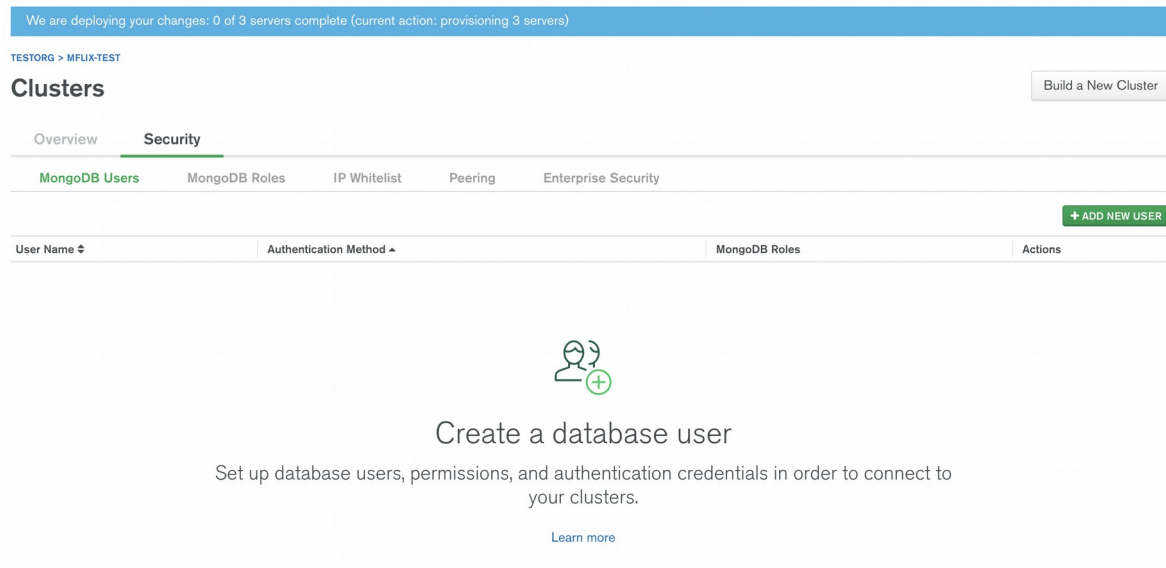 We are deploying your changes: 0 of 3 servers complete (current action: provisioning 3 servers)
TESTORG > MFLIX-TEST
Clusters
Build a New Cluster
Overview Security
MongoDB Users MongoDB Roles IP Whitelist Peering Enterprise Security
+ ADD NEW USER
User Name Authentication Method MongoDB Roles Actions
Create a database user
Set up database users, permissions, and authentication credentials in order to connect to
your clusters.
Learn more